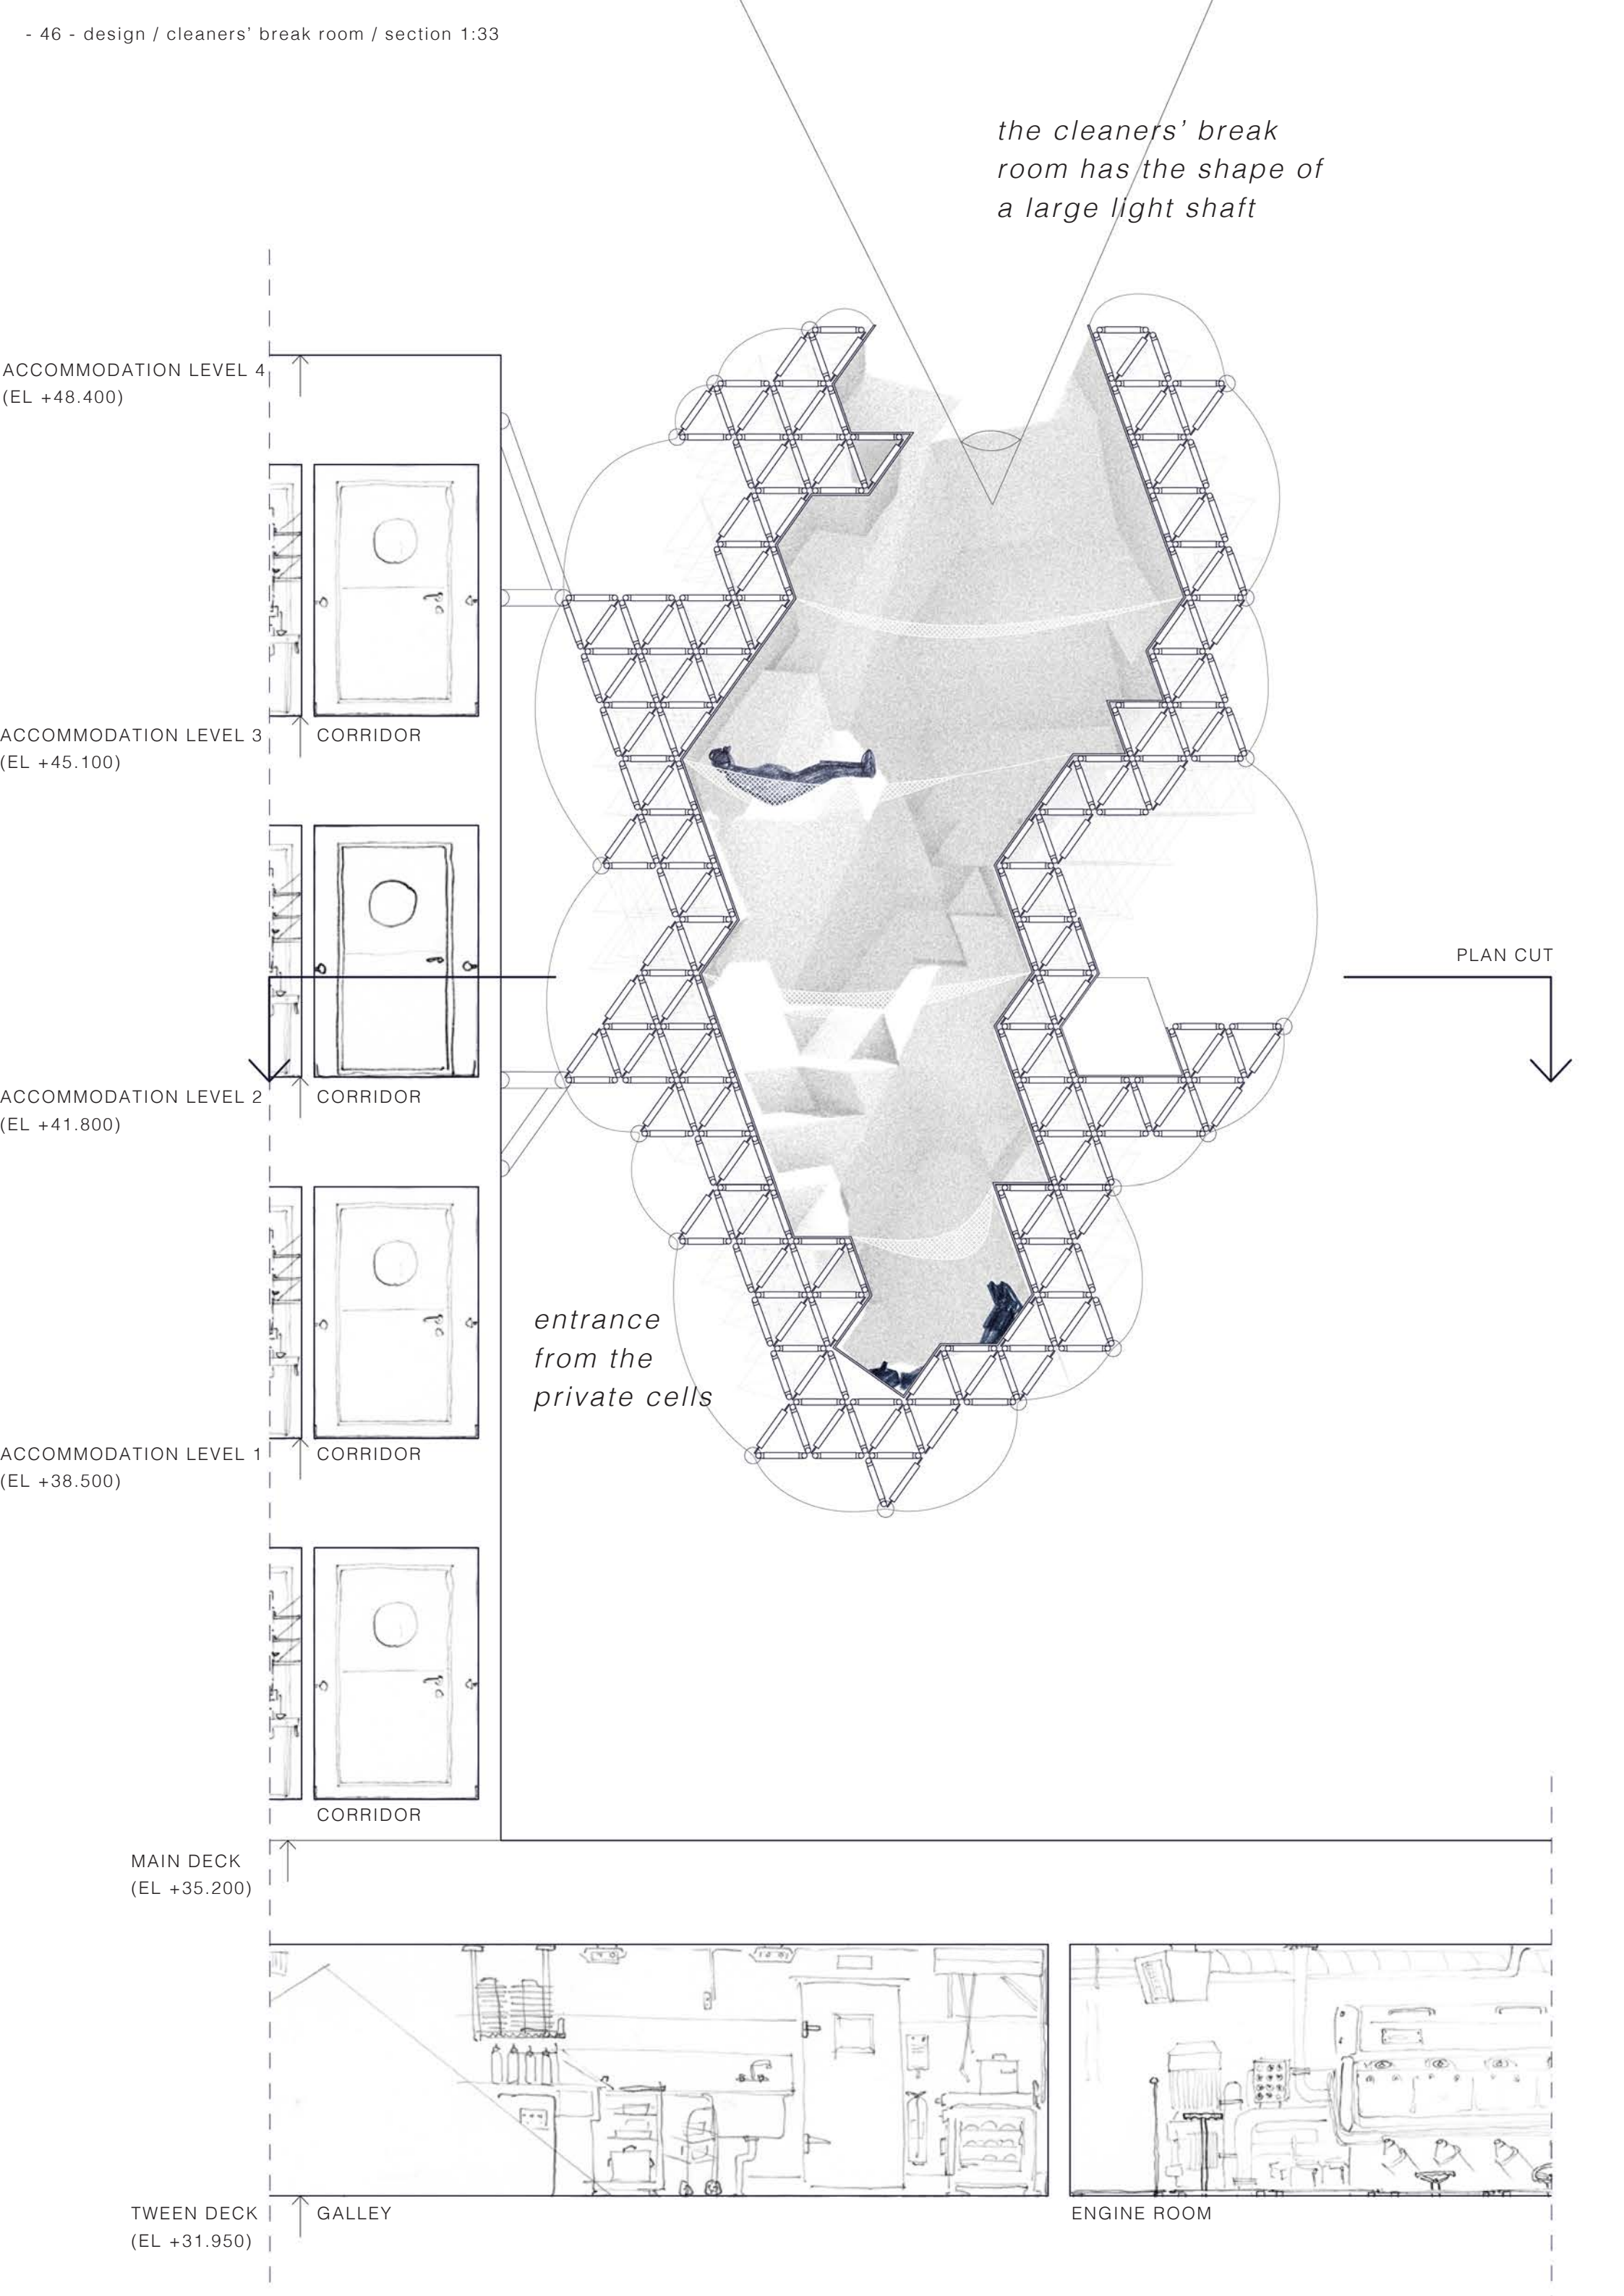 - 46 - design / cleaners’ break room / section 1:33
the cleaners’ break
room has the shape of
a large light shaft
ACCOMMODATION LEVEL 4
(EL +48.400)
ACCOMMODATION LEVEL 3
(EL +45.100)
CORRIDOR
PLAN CUT
ACCOMMODATION LEVEL 2
(EL +41.800)
CORRIDOR
entrance
from the
private cells
ACCOMMODATION LEVEL 1
(EL +38.500)
CORRIDOR
CORRIDOR
MAIN DECK
(EL +35.200)
TWEEN DECK
(EL +31.950)
GALLEY
ENGINE ROOM